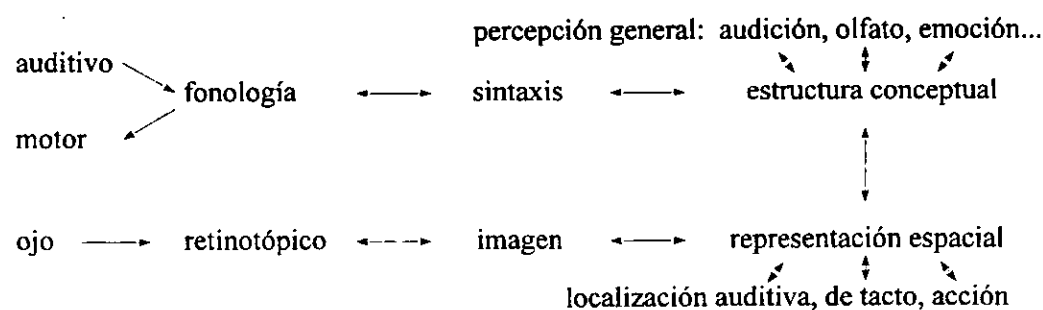 percepción general: audición, olfato, emoción...
auditivo
fonología sintaxis estructura conceptual
motor
ojo retinotópico imagen representación espacial
localización auditiva, de tacto, acción